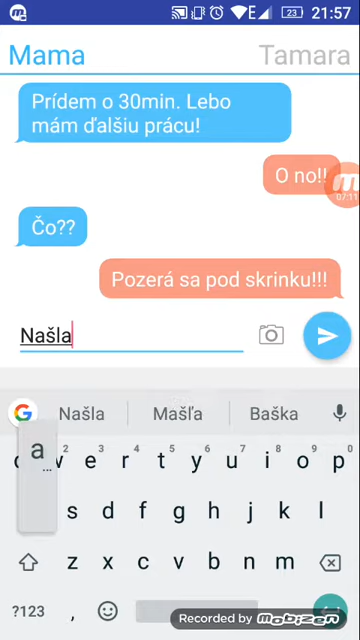 23 21:57
Mama Tamara
Prídem o 30min. Lebo
mám ďalšiu prácu!
O no!!
07:11
Čo??
Pozerá sa pod skrinku!!!
Našla
Našla Mašľa Baška
a
...
2 3 4 5 6 7 8 9 0
e r t y u i o p
s d f g h j k l
z x c v b n m
?123 ,
Recorded by Mobizen